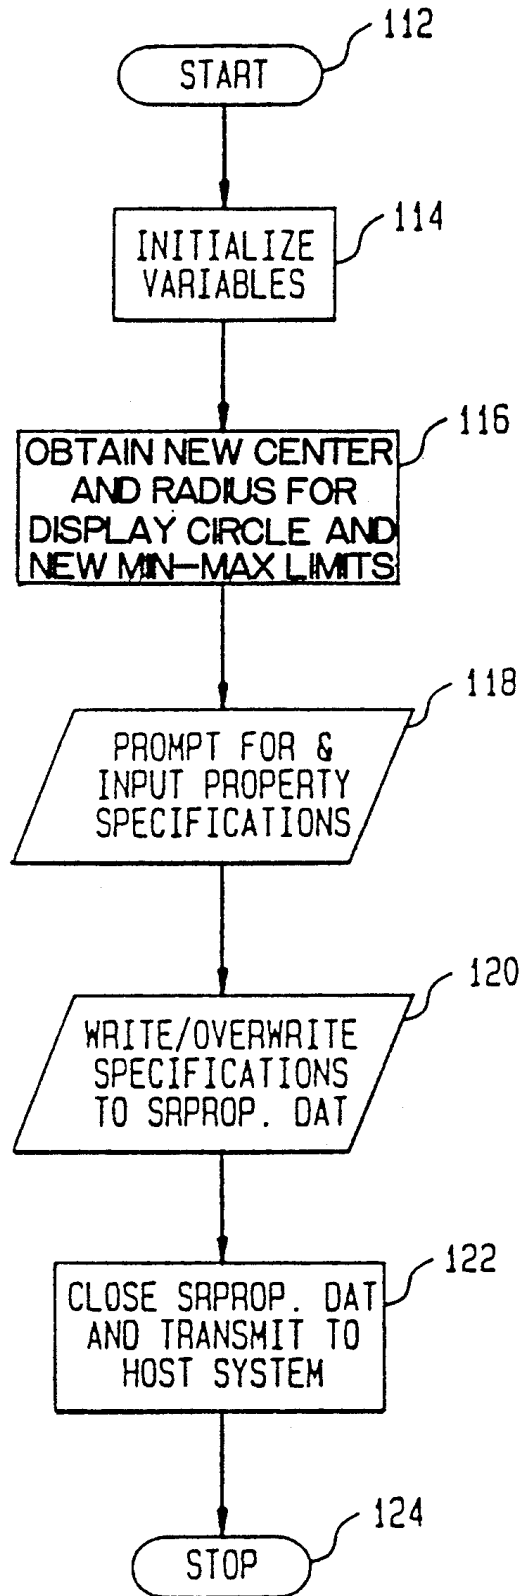 112
START
114
INITIALIZE
VARIABLES
116
OBTAIN NEW CENTER
AND RADIUS FOR
DISPLAY CIRCLE AND
NEW MIN-MAX LIMITS
118
PROMPT FOR &
INPUT PROPERTY
SPECIFICATIONS
120
WRITE/OVERWRITE
SPECIFICATIONS
TO SRPROP. DAT
122
CLOSE SRPROP. DAT
AND TRANSMIT TO
HOST SYSTEM
124
STOP